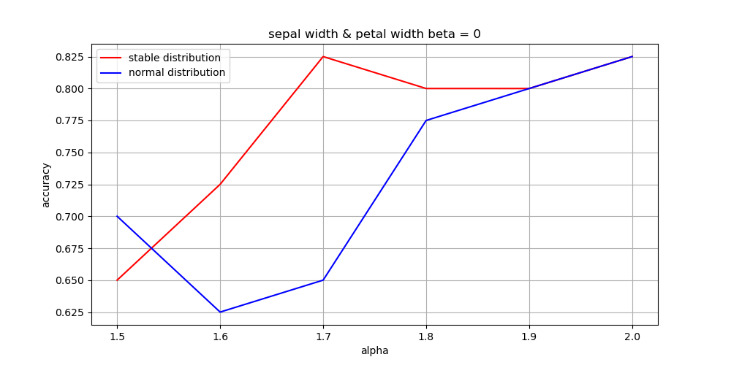 sepal width & petal width beta = 0
stable distribution
normal distribution
accuracy
0.825
0.800
0.775
0.750
0.725
0.700
0.675
0.650
0.625
1.5 1.6 1.7 1.8 1.9 2.0
alpha